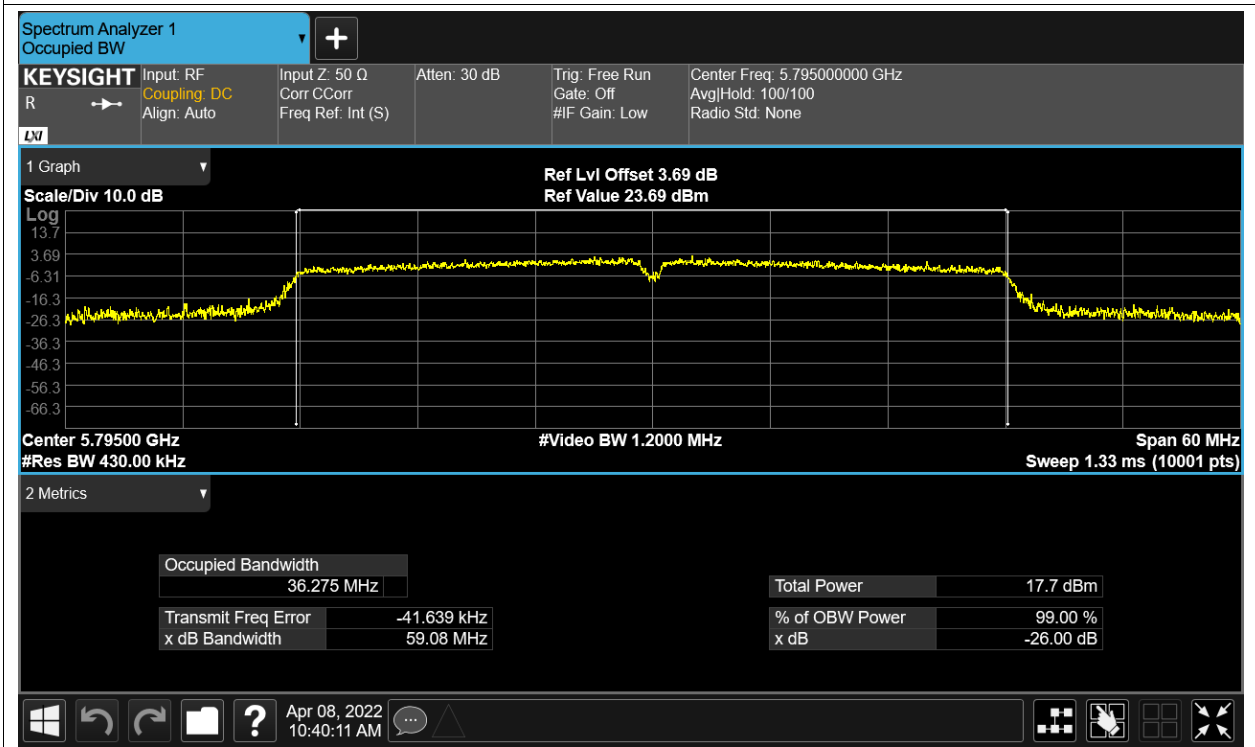 Spectrum Analyzer 1
Occupied BW
KEYSIGHT
R
LXI
Input: RF
Coupling: DC
Align: Auto
Input Z: 50 Ω
Corr CCorr
Freq Ref: Int (S)
Atten: 30 dB
Trig: Free Run
Gate: Off
#IF Gain: Low
Center Freq: 5.795000000 GHz
Avg|Hold: 100/100
Radio Std: None
1 Graph
Scale/Div 10.0 dB
Ref Lvl Offset 3.69 dB
Ref Value 23.69 dBm
Log
13.7
3.69
-6.31
-16.3
-26.3
-36.3
-46.3
-56.3
-66.3
Center 5.79500 GHz
#Video BW 1.2000 MHz
Span 60 MHz
#Res BW 430.00 kHz
Sweep 1.33 ms (10001 pts)
2 Metrics
Occupied Bandwidth
36.275 MHz
Total Power 17.7 dBm
Transmit Freq Error -41.639 kHz
% of OBW Power 99.00 %
x dB Bandwidth 59.08 MHz
x dB -26.00 dB
?
Apr 08, 2022
10:40:11 AM